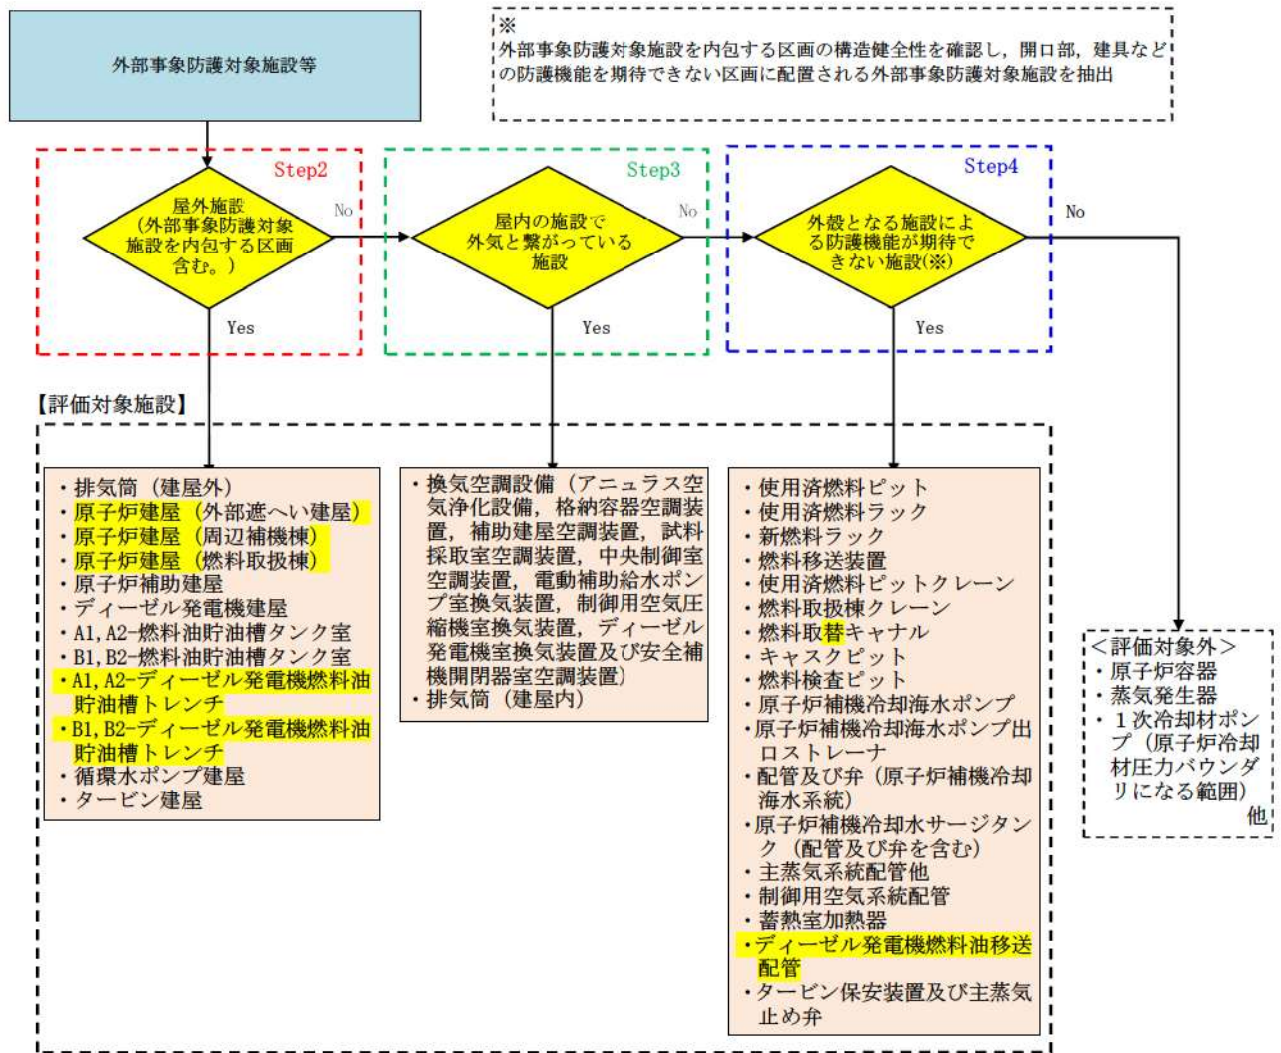 外部事象防護対象施設等
※
外部事象防護対象施設を内包する区画の構造健全性を確認し，開口部，建具など
の防護機能を期待できない区画に配置される外部事象防護対象施設を抽出
Step2
屋外施設
（外部事象防護対象
施設を内包する区画
含む。）
No
Yes
Step3
屋内の施設で
外気と繋がっている
施設
No
Yes
Step4
外殻となる施設によ
る防護機能が期待で
きない施設(※)
No
Yes
【評価対象施設】
・排気筒（建屋外）
・原子炉建屋（外部遮へい建屋）
・原子炉建屋（周辺補機棟）
・原子炉建屋（燃料取扱棟）
・原子炉補助建屋
・ディーゼル発電機建屋
・A1,A2-燃料油貯油槽タンク室
・B1,B2-燃料油貯油槽タンク室
・A1,A2-ディーゼル発電機燃料油
貯油槽トレンチ
・B1,B2-ディーゼル発電機燃料油
貯油槽トレンチ
・循環水ポンプ建屋
・タービン建屋
・換気空調設備（アニュラス空
気浄化設備，格納容器空調装
置，補助建屋空調装置，試料
採取室空調装置，中央制御室
空調装置，電動補助給水ポン
プ室換気装置，制御用空気圧
縮機室換気装置，ディーゼル
発電機室換気装置及び安全補
機開閉器室空調装置）
・排気筒（建屋内）
・使用済燃料ピット
・使用済燃料ラック
・新燃料ラック
・燃料移送装置
・使用済燃料ピットクレーン
・燃料取扱棟クレーン
・燃料取替キャナル
・キャスクピット
・燃料検査ピット
・原子炉補機冷却海水ポンプ
・原子炉補機冷却海水ポンプ出
口ストレーナ
・配管及び弁（原子炉補機冷却
海水系統）
・原子炉補機冷却水サージタン
ク（配管及び弁を含む）
・主蒸気系統配管他
・制御用空気系統配管
・蓄熱室加熱器
・ディーゼル発電機燃料油移送
配管
・タービン保安装置及び主蒸気
止め弁
＜評価対象外＞
・原子炉容器
・蒸気発生器
・１次冷却材ポン
プ（原子炉冷却
材圧力バウンダ
リになる範囲）
他